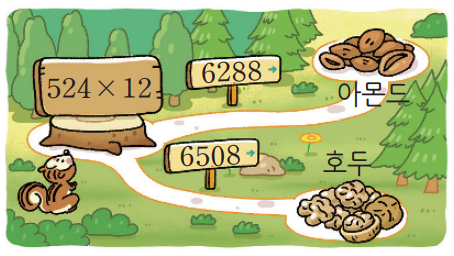 524×12
6288 →
아몬드
6508 →
호두